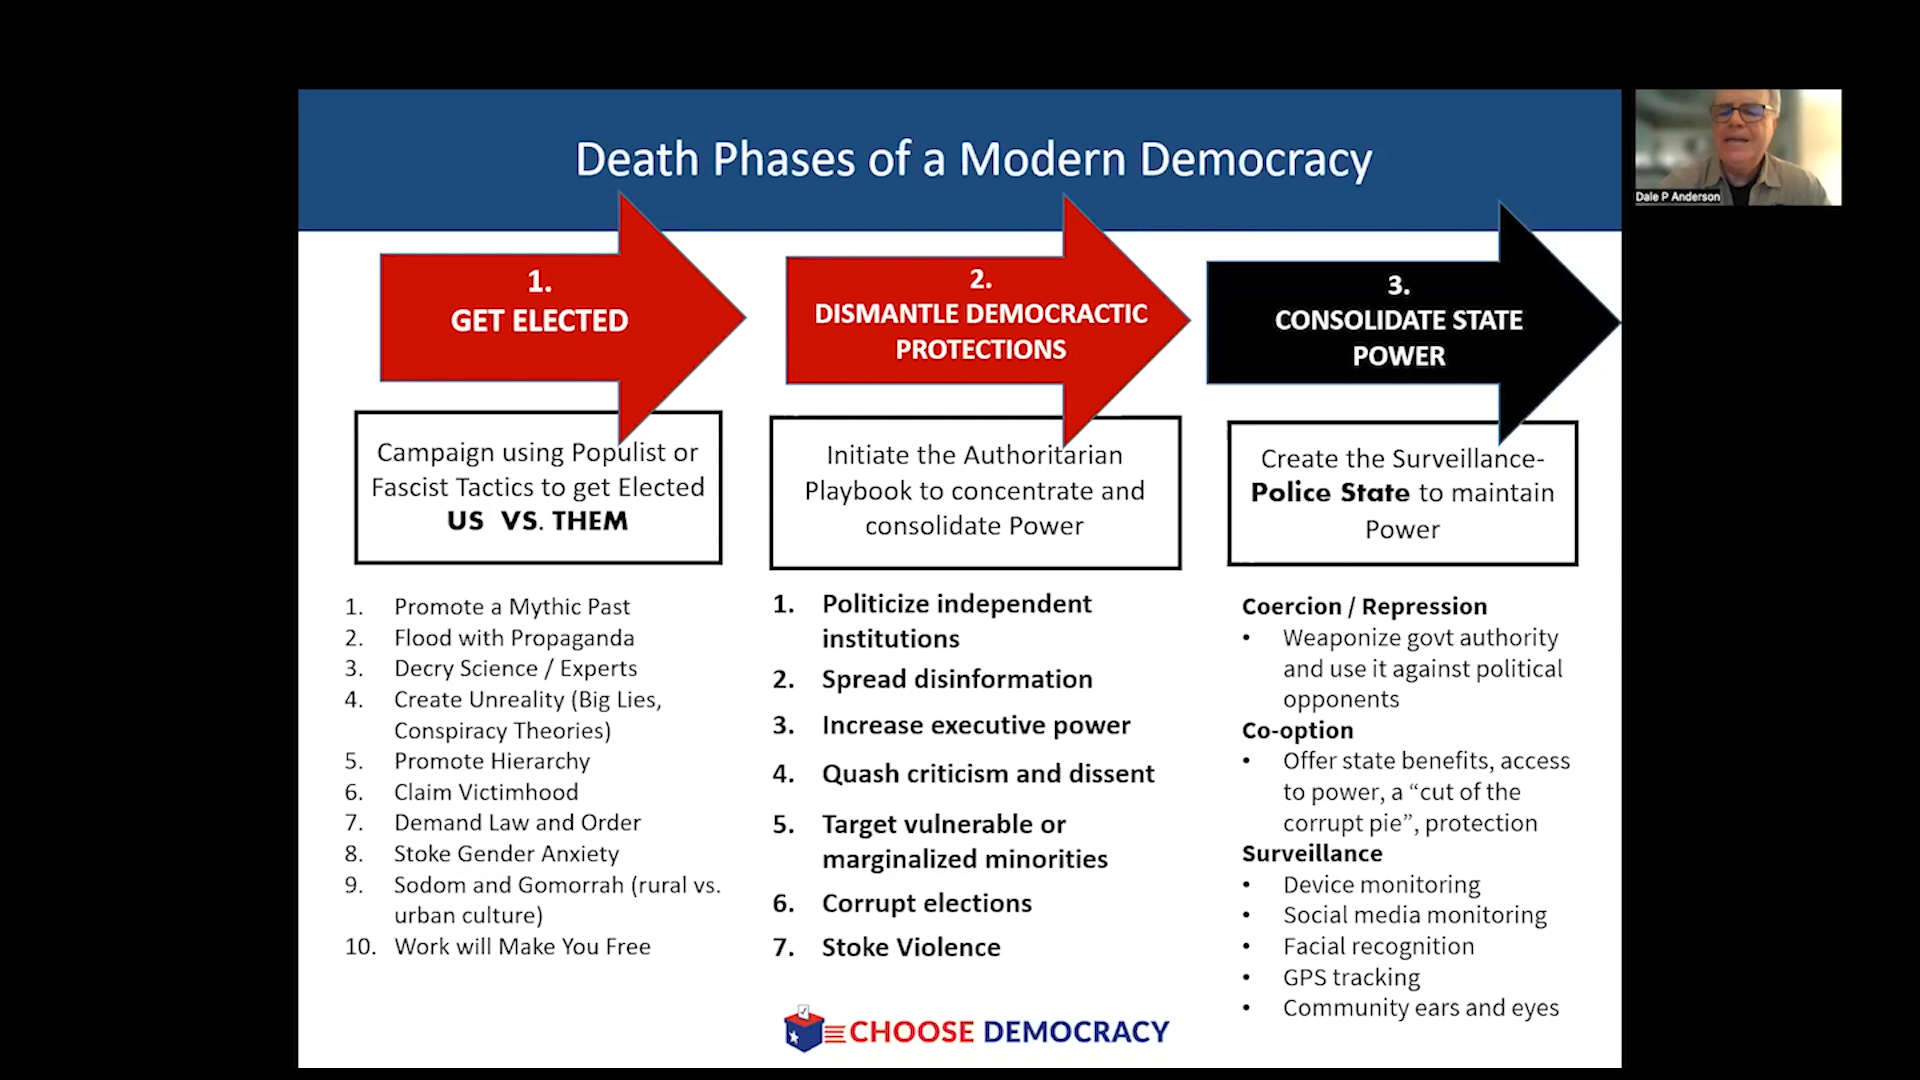 Death Phases of a Modern Democracy
Dale P Anderson
1.
GET ELECTED
Campaign using Populist or
Fascist Tactics to get Elected
US VS. THEM
1. Promote a Mythic Past
2. Flood with Propaganda
3. Decry Science / Experts
4. Create Unreality (Big Lies,
Conspiracy Theories)
5. Promote Hierarchy
6. Claim Victimhood
7. Demand Law and Order
8. Stoke Gender Anxiety
9. Sodom and Gomorrah (rural vs.
urban culture)
10. Work will Make You Free
2.
DISMANTLE DEMOCRACTIC
PROTECTIONS
Initiate the Authoritarian
Playbook to concentrate and
consolidate Power
1. Politicize independent
institutions
2. Spread disinformation
3. Increase executive power
4. Quash criticism and dissent
5. Target vulnerable or
marginalized minorities
6. Corrupt elections
7. Stoke Violence
3.
CONSOLIDATE STATE
POWER
Create the Surveillance-
Police State to maintain
Power
Coercion / Repression
• Weaponize govt authority
and use it against political
opponents
Co-option
• Offer state benefits, access
to power, a “cut of the
corrupt pie”, protection
Surveillance
• Device monitoring
• Social media monitoring
• Facial recognition
• GPS tracking
• Community ears and eyes
CHOOSE DEMOCRACY